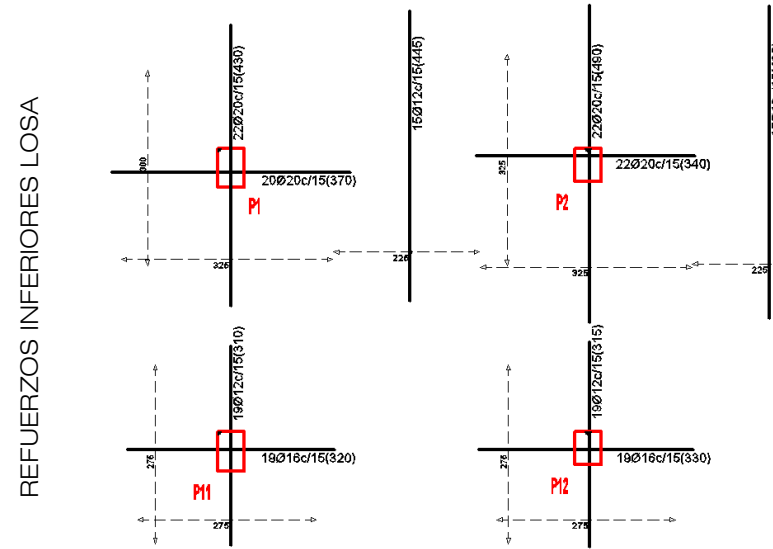 REFUERZOS INFERIORES LOSA
22Ø20c/15(430)
300
20Ø20c/15(370)
P1
325
15Ø12c/15(445)
225
22Ø20c/15(490)
325
22Ø20c/15(340)
P2
325
225
19Ø12c/15(310)
275
19Ø16c/15(320)
P11
275
19Ø12c/15(315)
275
19Ø16c/15(330)
P12
275